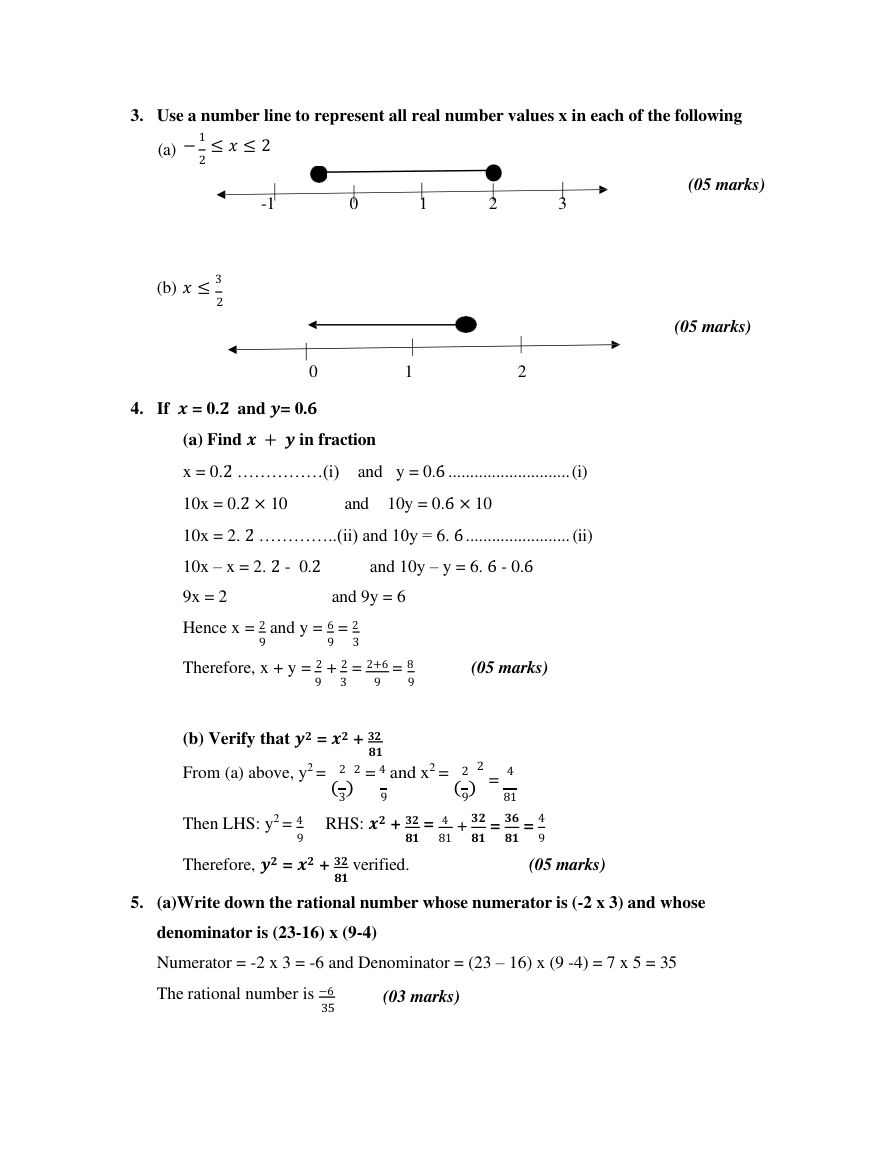 3. Use a number line to represent all real number values x in each of the following
(a) −1/2 ≤ x ≤ 2
(05 marks)
-1 0 1 2 3
(b) x ≤ 3/2
(05 marks)
0 1 2
4. If x = 0.2̇ and y= 0.6̇
(a) Find x + y in fraction
x = 0.2̇ ……………(i) and y = 0.6̇ ............................ (i)
10x = 0.2̇ × 10 and 10y = 0.6̇ × 10
10x = 2. 2̇ …………..(ii) and 10y = 6. 6̇ ........................ (ii)
10x – x = 2. 2̇ - 0.2̇ and 10y – y = 6. 6̇ - 0.6̇
9x = 2 and 9y = 6
Hence x = 2/9 and y = 6/9 = 2/3
Therefore, x + y = 2/9 + 2/3 = 2+6/9 = 8/9 (05 marks)
(b) Verify that y² = x² + 32/81
From (a) above, y² = (2/3)² = 4/9 and x² = (2/9)² = 4/81
Then LHS: y² = 4/9 RHS: x² + 32/81 = 4/81 + 32/81 = 36/81 = 4/9
Therefore, y² = x² + 32/81 verified. (05 marks)
5. (a)Write down the rational number whose numerator is (-2 x 3) and whose
denominator is (23-16) x (9-4)
Numerator = -2 x 3 = -6 and Denominator = (23 – 16) x (9 -4) = 7 x 5 = 35
The rational number is −6/35 (03 marks)